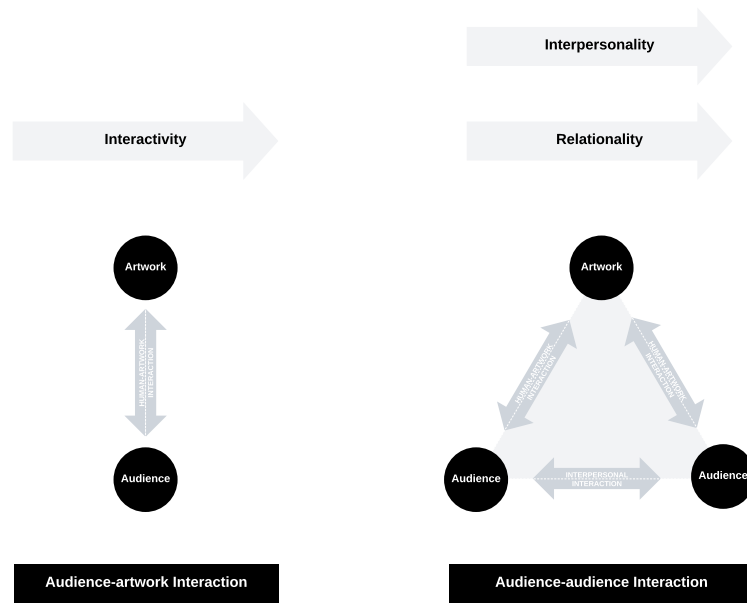 Interpersonality
Interactivity
Relationality
Artwork
Artwork
HUMAN-ARTWORK
INTERACTION
HUMAN-ARTWORK
INTERACTION
HUMAN-ARTWORK
INTERACTION
Audience
Audience
Audience
INTERPERSONAL
INTERACTION
Audience-artwork Interaction
Audience-audience Interaction